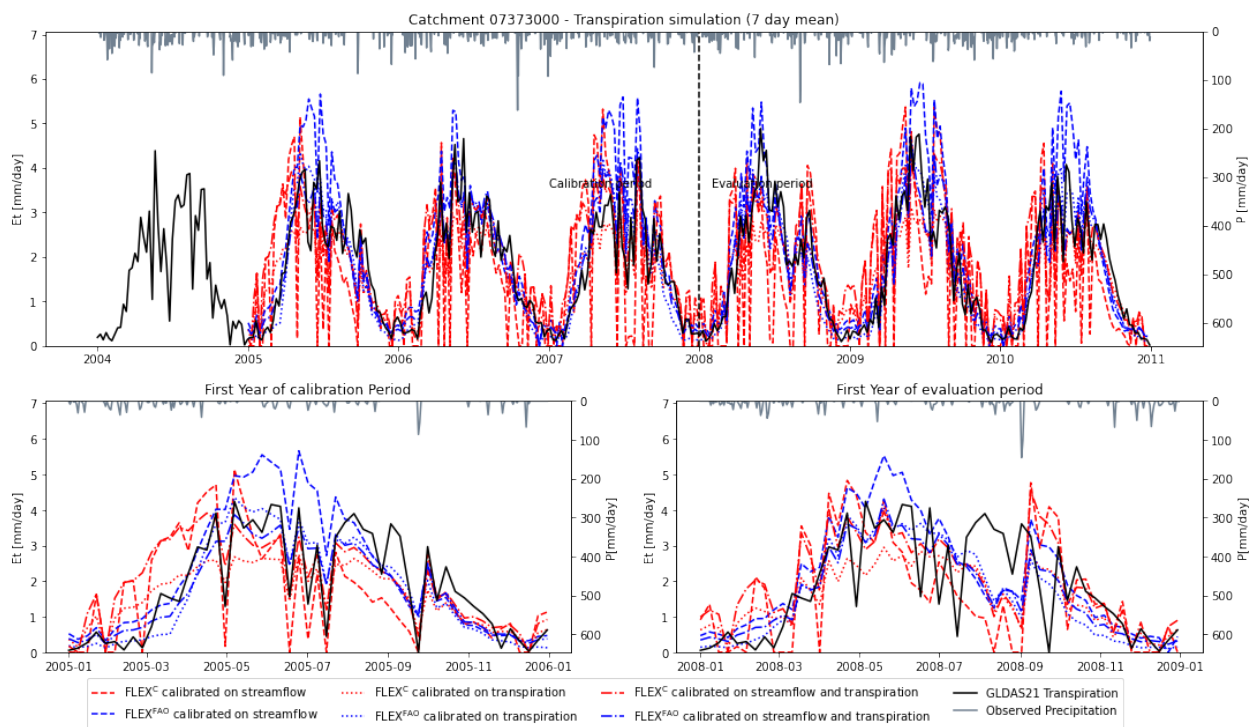 Catchment 07373000 - Transpiration simulation (7 day mean)
7 0
6 100
5 200
4 300
3 400
2 500
1 600
0
Et [mm/day]
P [mm/day]
Calibration period
Evaluation period
2004 2005 2006 2007 2008 2009 2010 2011
First Year of calibration Period
7 0
6 100
5 200
4 300
3 400
2 500
1 600
0
Et [mm/day]
P[mm/day]
2005-01 2005-03 2005-05 2005-07 2005-09 2005-11 2006-01
First Year of evaluation period
7 0
6 100
5 200
4 300
3 400
2 500
1 600
0
Et [mm/day]
P[mm/day]
2008-01 2008-03 2008-05 2008-07 2008-09 2008-11 2009-01
FLEX^C calibrated on streamflow
FLEX^FAO calibrated on streamflow
FLEX^C calibrated on transpiration
FLEX^FAO calibrated on transpiration
FLEX^C calibrated on streamflow and transpiration
FLEX^FAO calibrated on streamflow and transpiration
GLDAS21 Transpiration
Observed Precipitation